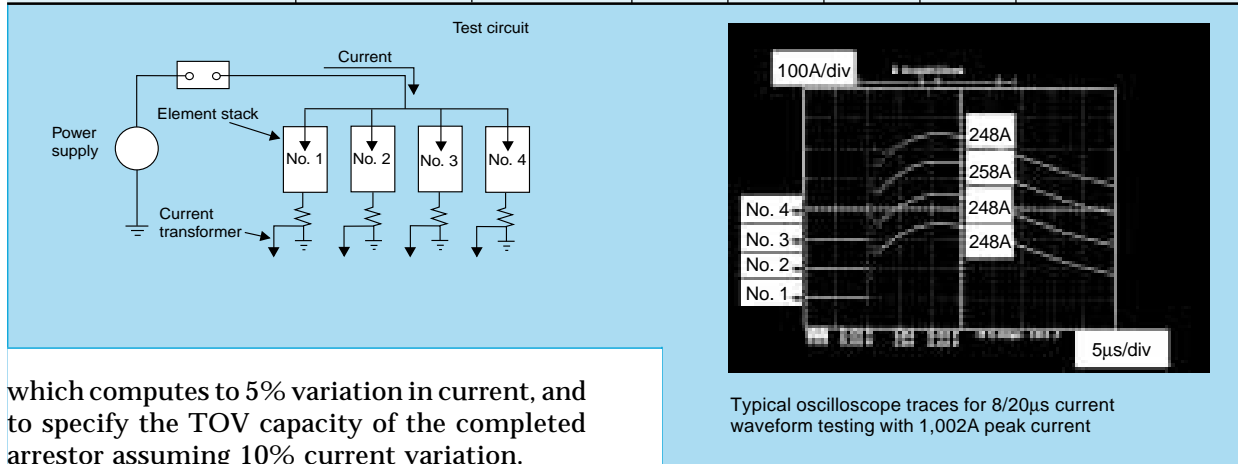 Test circuit
Current
Element stack
Power
supply
No. 1
No. 2
No. 3
No. 4
Current
transformer
100A/div
248A
258A
248A
248A
No. 4
No. 3
No. 2
No. 1
5µs/div
Typical oscilloscope traces for 8/20µs current
waveform testing with 1,002A peak current
which computes to 5% variation in current, and
to specify the TOV capacity of the completed
arrestor assuming 10% current variation.